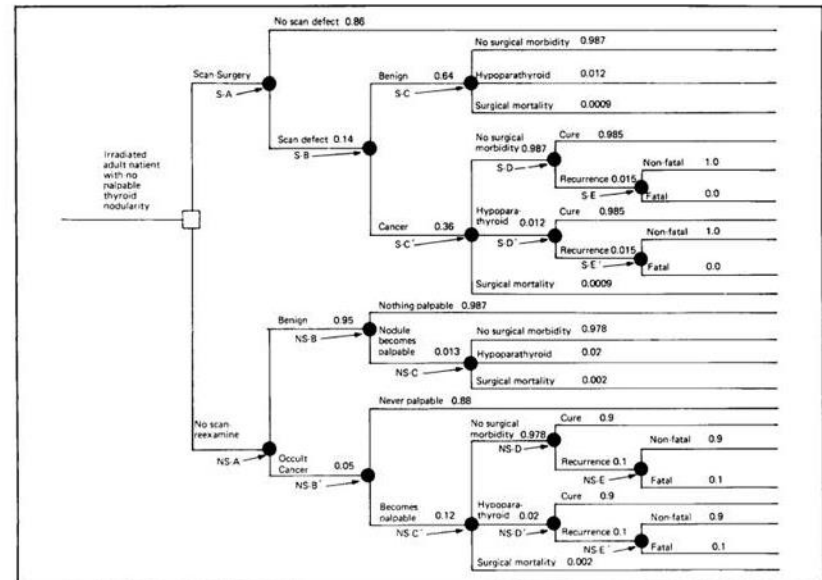 No scan defect 0.86
No surgical morbidity 0.987
Scan-Surgery
Benign 0.64
Hypoparathyroid 0.012
S-A
S-C
Surgical mortality 0.0009
Cure 0.985
No surgical
morbidity 0.987
Scan defect 0.14
Non-fatal 1.0
S-D
S-B
Recurrence 0.015
Irradiated
adult natient
with no
palpable
thyroid
nodularity
S-E
Fatal 0.0
Hypopara-
thyroid 0.012
Cure 0.985
Cancer 0.36
Non-fatal 1.0
S-C´
S-D´
Recurrence 0.015
S-E´
Fatal 0.0
Surgical mortality 0.0009
Nothing palpable 0.987
Benign 0.95
No surgical morbidity 0.978
Nodule
becomes
palpable 0.013
NS-B
Hypoparathyroid 0.02
NS-C
Surgical mortality 0.002
Never palpable 0.88
No scan
reexamine
Cure 0.9
No surgical
morbidity 0.978
NS-A
Occult
Cancer 0.05
Non-fatal 0.9
NS-D
Recurrence 0.1
NS-B´
NS-E
Fatal 0.1
Becomes
palpable 0.12
Hypopara-
thyroid 0.02
Cure 0.9
Non-fatal 0.9
NS-C´
NS-D´
Recurrence 0.1
NS-E´
Fatal 0.1
Surgical mortality 0.002